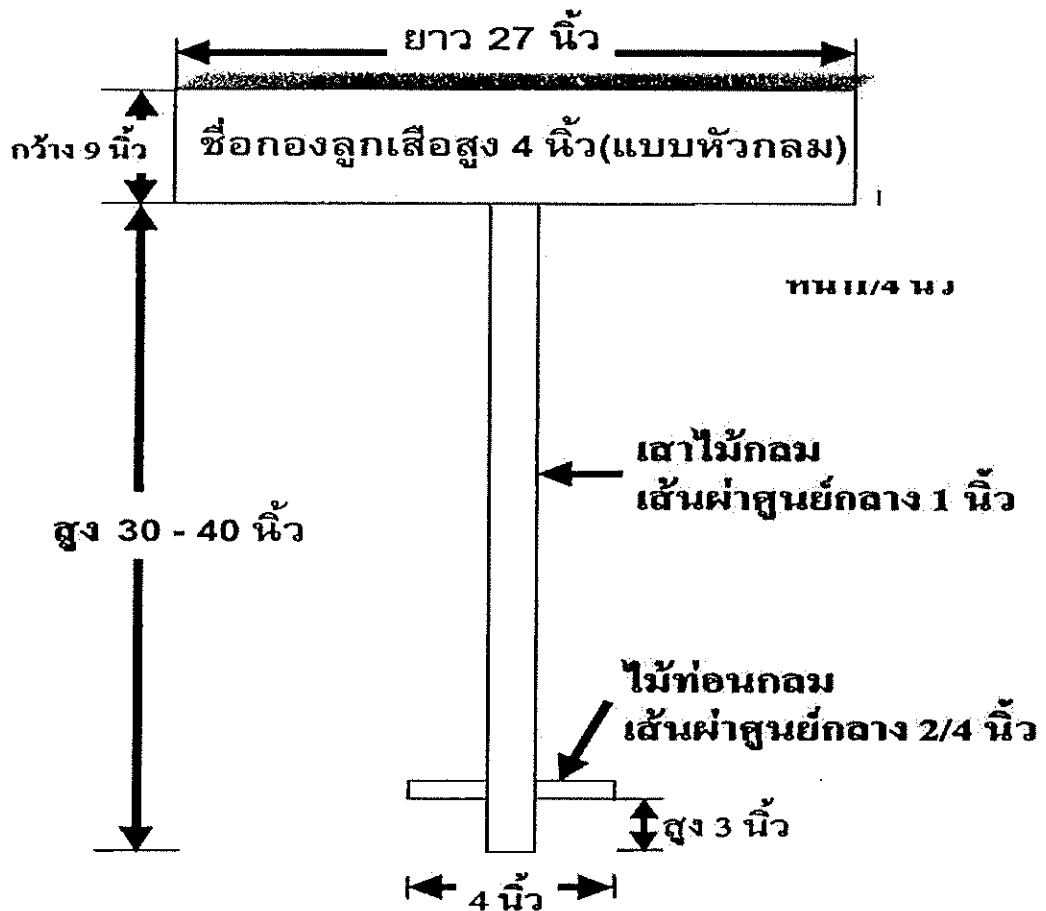 ยาว 27 นิ้ว
กว้าง 9 นิ้ว
ชื่อกองลูกเสือสูง 4 นิ้ว(แบบหัวกลม)
เสาไม้กลม
เส้นผ่าศูนย์กลาง 1 นิ้ว
สูง 30 - 40 นิ้ว
ไม้ท่อนกลม
เส้นผ่าศูนย์กลาง 2/4 นิ้ว
สูง 3 นิ้ว
4 นิ้ว